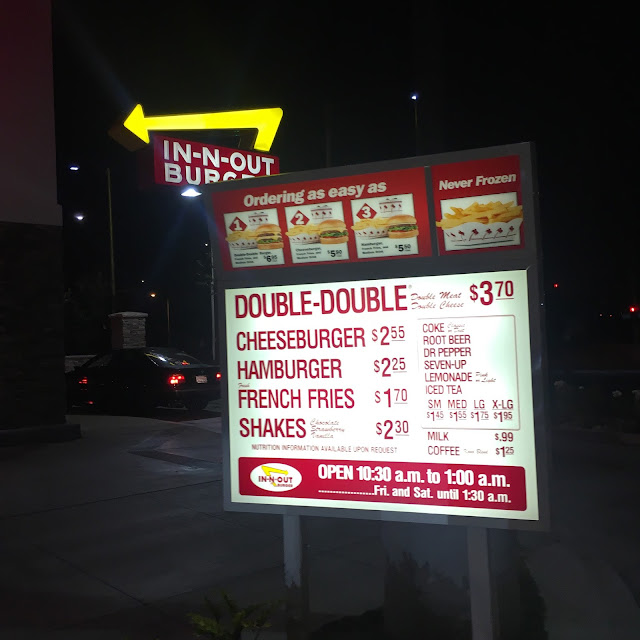 IN-N-OUT
BURGE
Ordering as easy as
1
2
3
Never Frozen
DOUBLE-DOUBLE® Double Meat Double Cheese $3.70
CHEESEBURGER $2.55
HAMBURGER $2.25
Fresh
FRENCH FRIES $1.70
SHAKES Chocolate Strawberry Vanilla $2.30
NUTRITION INFORMATION AVAILABLE UPON REQUEST
COKE
ROOT BEER
DR PEPPER
SEVEN-UP
LEMONADE Pink
ICED TEA
SM MED LG X-LG
$1.45 $1.55 $1.75 $1.95
MILK $.99
COFFEE $1.25
IN-N-OUT
BURGER
OPEN 10:30 a.m. to 1:00 a.m.
Fri. and Sat. until 1:30 a.m.